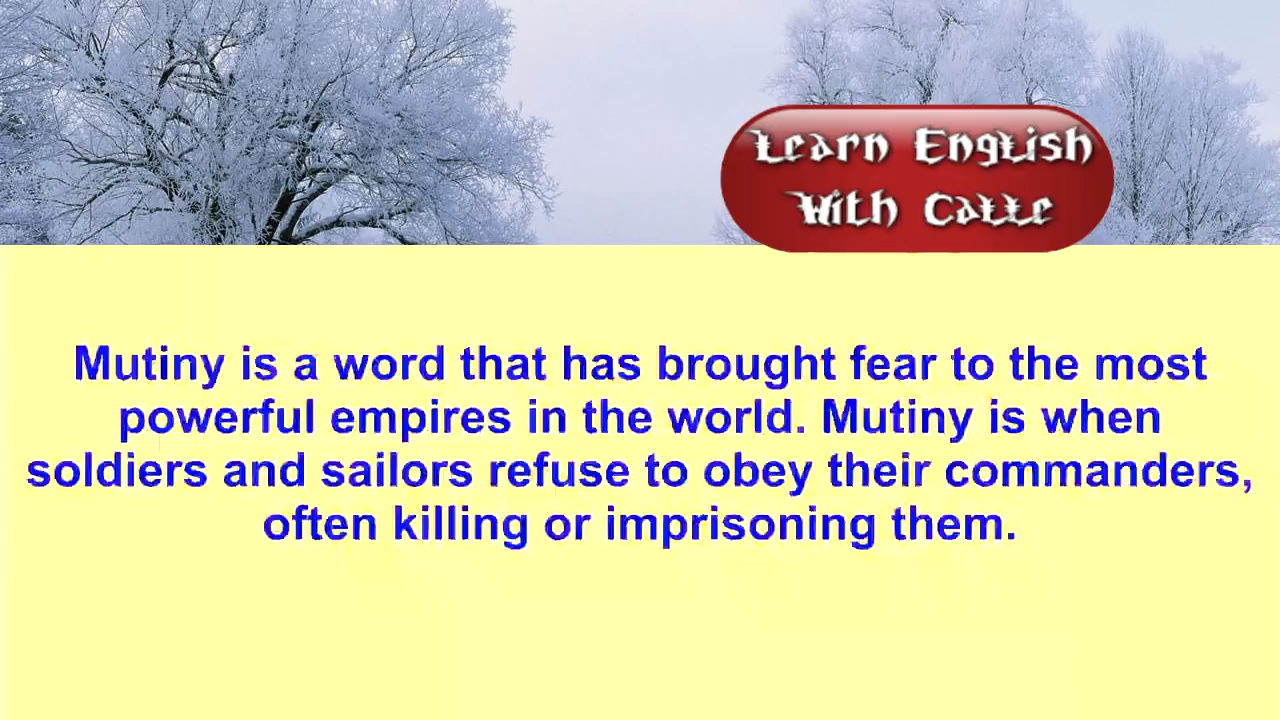 Learn English
With Calle
Mutiny is a word that has brought fear to the most
powerful empires in the world. Mutiny is when
soldiers and sailors refuse to obey their commanders,
often killing or imprisoning them.